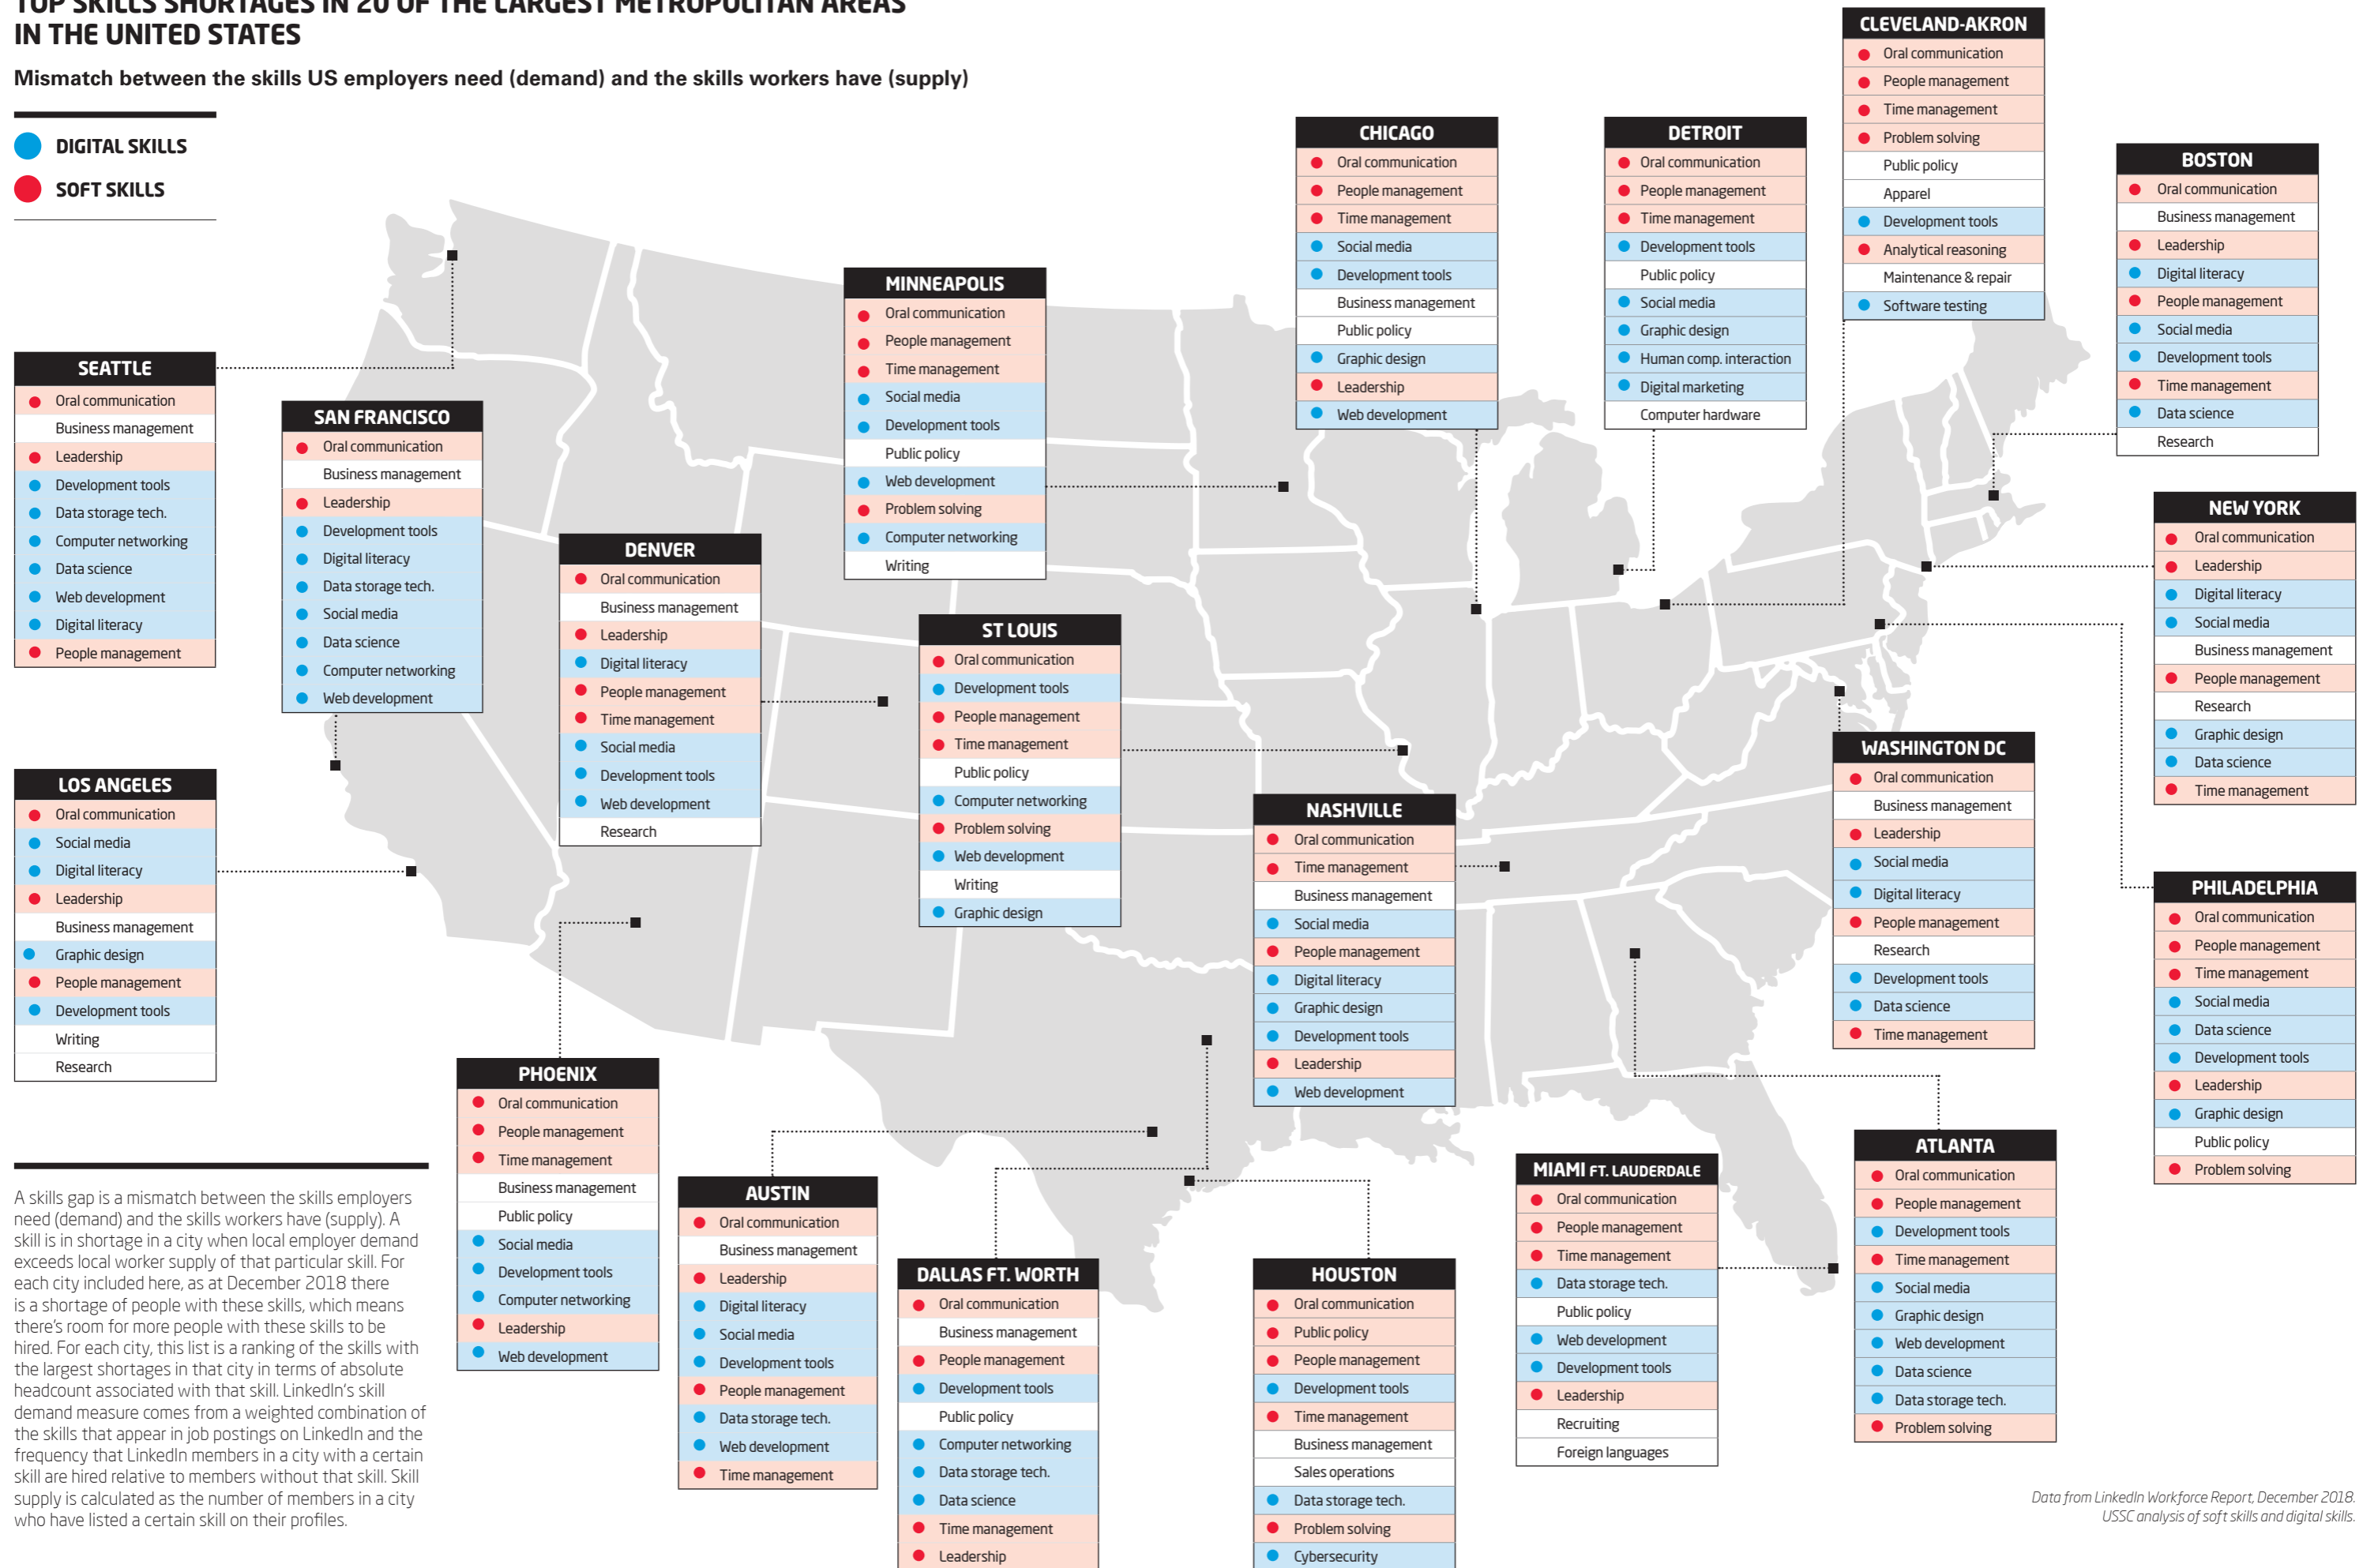 TOP SKILLS SHORTAGES IN 20 OF THE LARGEST METROPOLITAN AREAS
IN THE UNITED STATES
Mismatch between the skills US employers need (demand) and the skills workers have (supply)
DIGITAL SKILLS
SOFT SKILLS
SEATTLE
Oral communication
Business management
Leadership
Development tools
Data storage tech.
Computer networking
Data science
Web development
Digital literacy
People management
SAN FRANCISCO
Oral communication
Business management
Leadership
Development tools
Digital literacy
Data storage tech.
Social media
Data science
Computer networking
Web development
LOS ANGELES
Oral communication
Social media
Digital literacy
Leadership
Business management
Graphic design
People management
Development tools
Writing
Research
DENVER
Oral communication
Business management
Leadership
Digital literacy
People management
Time management
Social media
Development tools
Web development
Research
MINNEAPOLIS
Oral communication
People management
Time management
Social media
Development tools
Public policy
Web development
Problem solving
Computer networking
Writing
ST LOUIS
Oral communication
Development tools
People management
Time management
Public policy
Computer networking
Problem solving
Web development
Writing
Graphic design
CHICAGO
Oral communication
People management
Time management
Social media
Development tools
Business management
Public policy
Graphic design
Leadership
Web development
DETROIT
Oral communication
People management
Time management
Development tools
Public policy
Social media
Graphic design
Human comp. interaction
Digital marketing
Computer hardware
CLEVELAND-AKRON
Oral communication
People management
Time management
Problem solving
Public policy
Apparel
Development tools
Analytical reasoning
Maintenance & repair
Software testing
BOSTON
Oral communication
Business management
Leadership
Digital literacy
People management
Social media
Development tools
Time management
Data science
Research
NEW YORK
Oral communication
Leadership
Digital literacy
Social media
Business management
People management
Research
Graphic design
Data science
Time management
WASHINGTON DC
Oral communication
Business management
Leadership
Social media
Digital literacy
People management
Research
Development tools
Data science
Time management
PHILADELPHIA
Oral communication
People management
Time management
Social media
Data science
Development tools
Leadership
Graphic design
Public policy
Problem solving
NASHVILLE
Oral communication
Time management
Business management
Social media
People management
Digital literacy
Graphic design
Development tools
Leadership
Web development
PHOENIX
Oral communication
People management
Time management
Business management
Public policy
Social media
Development tools
Computer networking
Leadership
Web development
AUSTIN
Oral communication
Business management
Leadership
Digital literacy
Social media
Development tools
People management
Data storage tech.
Web development
Time management
DALLAS FT. WORTH
Oral communication
Business management
People management
Development tools
Public policy
Computer networking
Data storage tech.
Data science
Time management
Leadership
HOUSTON
Oral communication
Public policy
People management
Development tools
Time management
Business management
Sales operations
Data storage tech.
Problem solving
Cybersecurity
MIAMI FT. LAUDERDALE
Oral communication
People management
Time management
Data storage tech.
Public policy
Web development
Development tools
Leadership
Recruiting
Foreign languages
ATLANTA
Oral communication
People management
Development tools
Time management
Social media
Graphic design
Web development
Data science
Data storage tech.
Problem solving
A skills gap is a mismatch between the skills employers
need (demand) and the skills workers have (supply). A
skill is in shortage in a city when local employer demand
exceeds local worker supply of that particular skill. For
each city included here, as at December 2018 there
is a shortage of people with these skills, which means
there's room for more people with these skills to be
hired. For each city, this list is a ranking of the skills with
the largest shortages in that city in terms of absolute
headcount associated with that skill. LinkedIn's skill
demand measure comes from a weighted combination of
the skills that appear in job postings on LinkedIn and the
frequency that LinkedIn members in a city with a certain
skill are hired relative to members without that skill. Skill
supply is calculated as the number of members in a city
who have listed a certain skill on their profiles.
Data from LinkedIn Workforce Report, December 2018.
USSC analysis of soft skills and digital skills.